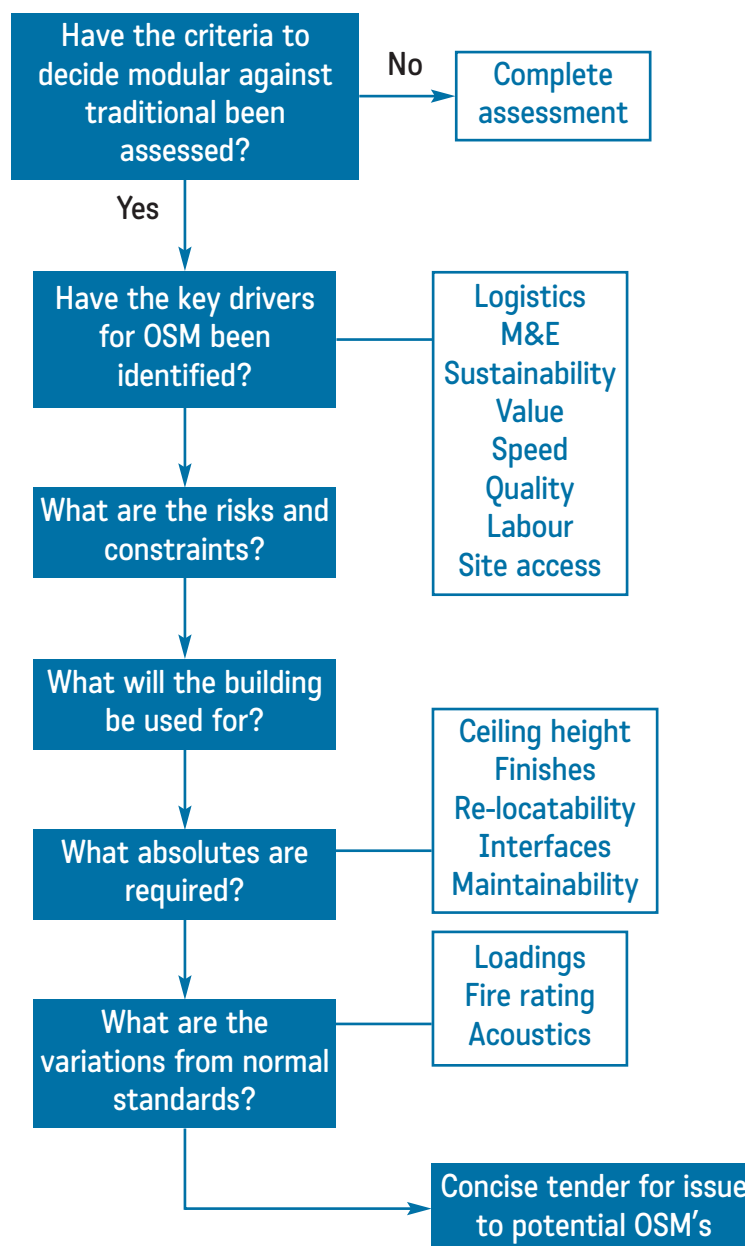 Have the criteria to
decide modular against
traditional been
assessed?
No
Complete
assessment
Yes
Have the key drivers
for OSM been
identified?
Logistics
M&E
Sustainability
Value
Speed
Quality
Labour
Site access
What are the risks and
constraints?
What will the building
be used for?
What absolutes are
required?
Ceiling height
Finishes
Re-locatability
Interfaces
Maintainability
What are the
variations from normal
standards?
Loadings
Fire rating
Acoustics
Concise tender for issue
to potential OSM's